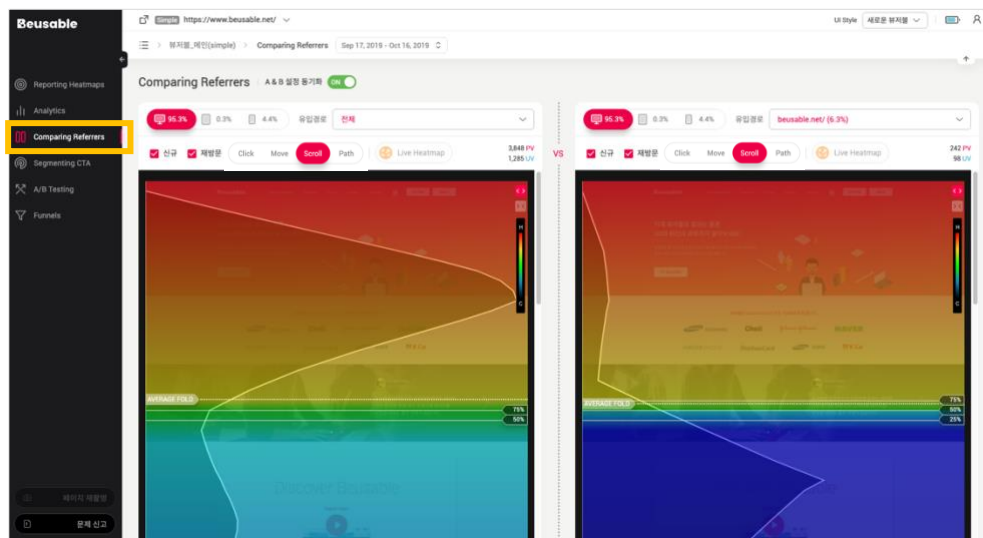 Beusable
Simple https://www.beusable.net/
UI Style 새로운 뷰저블
뷰저블_메인(simple) > Comparing Referrers Sep 17, 2019 - Oct 16, 2019
Reporting Heatmaps
Analytics
Comparing Referrers
Segmenting CTA
A/B Testing
Funnels
페이지 재촬영
문제 신고
Comparing Referrers A & B 설정 동기화 ON
95.3% 0.3% 4.4% 유입경로 전체
신규 재방문 Click Move Scroll Path Live Heatmap 3,848 PV
1,285 UV
H
C
AVERAGE FOLD
75%
50%
Discover Beusable
VS
95.3% 0.3% 4.4% 유입경로 beusable.net/ (6.3%)
신규 재방문 Click Move Scroll Path Live Heatmap 242 PV
98 UV
H
C
AVERAGE FOLD
75%
50%
25%